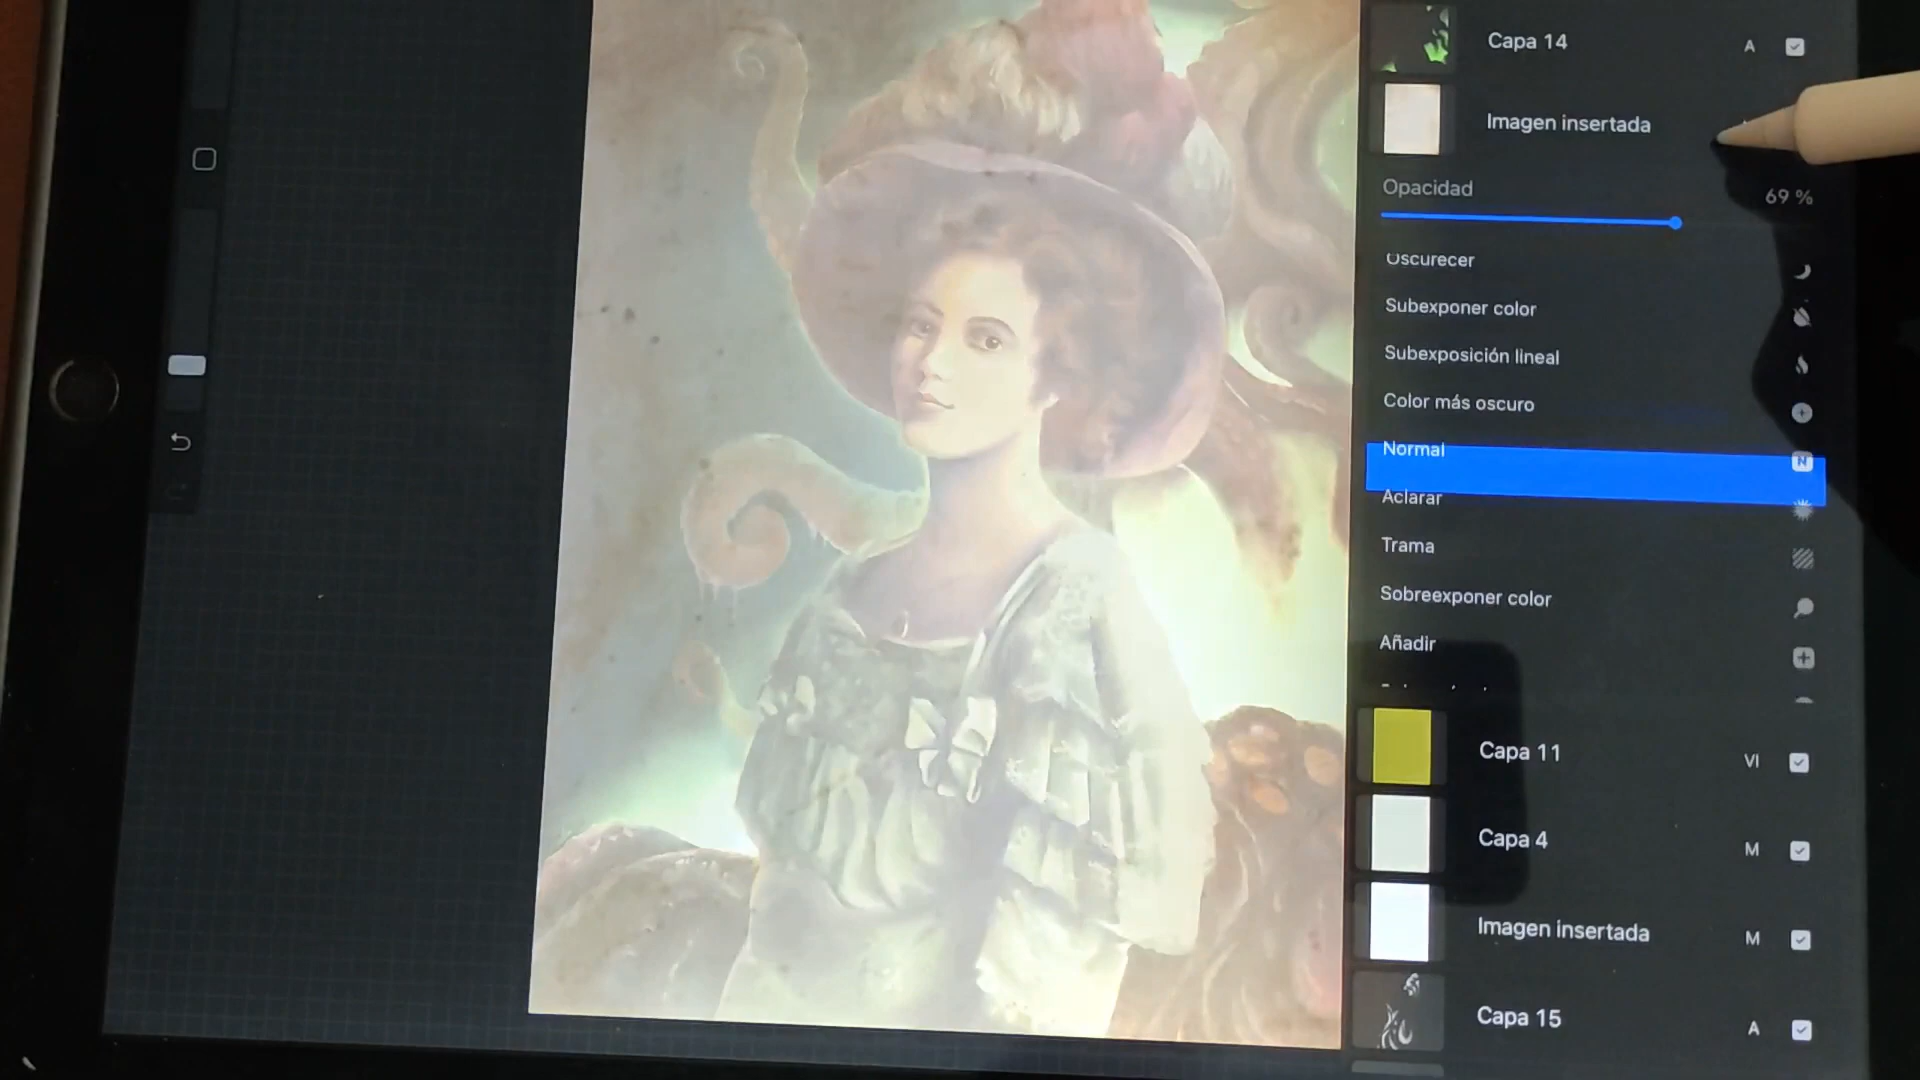 Capa 14 A
Imagen insertada
Opacidad 69 %
Oscurecer
Subexponer color
Subexposición lineal
Color más oscuro
Normal N
Aclarar
Trama
Sobreexponer color
Añadir
Capa 11 VI
Capa 4 M
Imagen insertada M
Capa 15 A